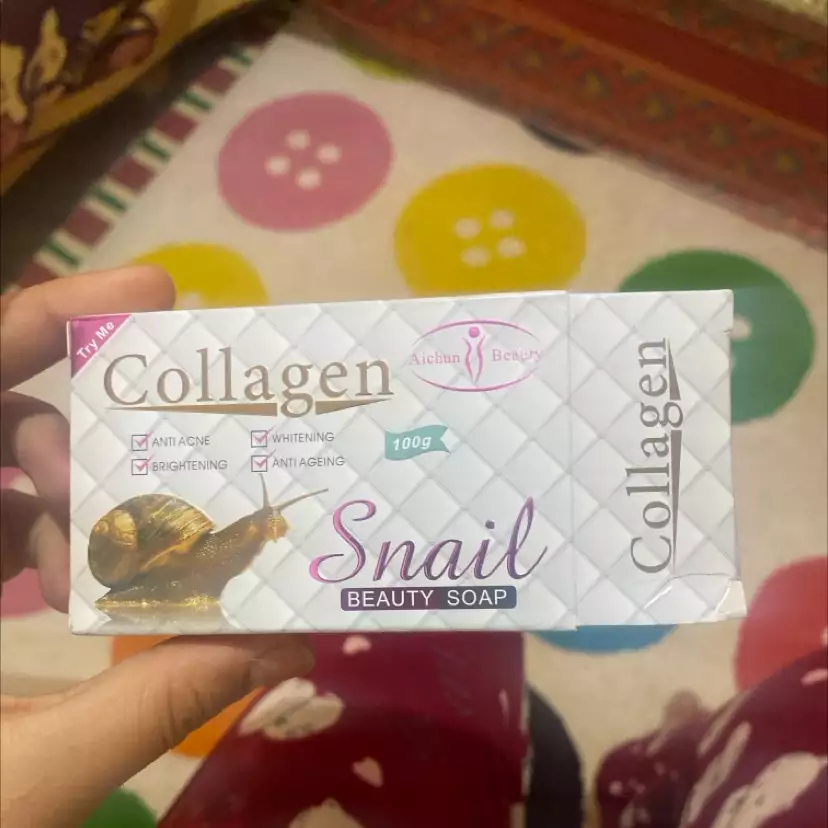 Try Me
Collagen
Aichun Beauty
ANTI ACNE
WHITENING
BRIGHTENING
ANTI AGEING
100g
Snail
BEAUTY SOAP
Collagen